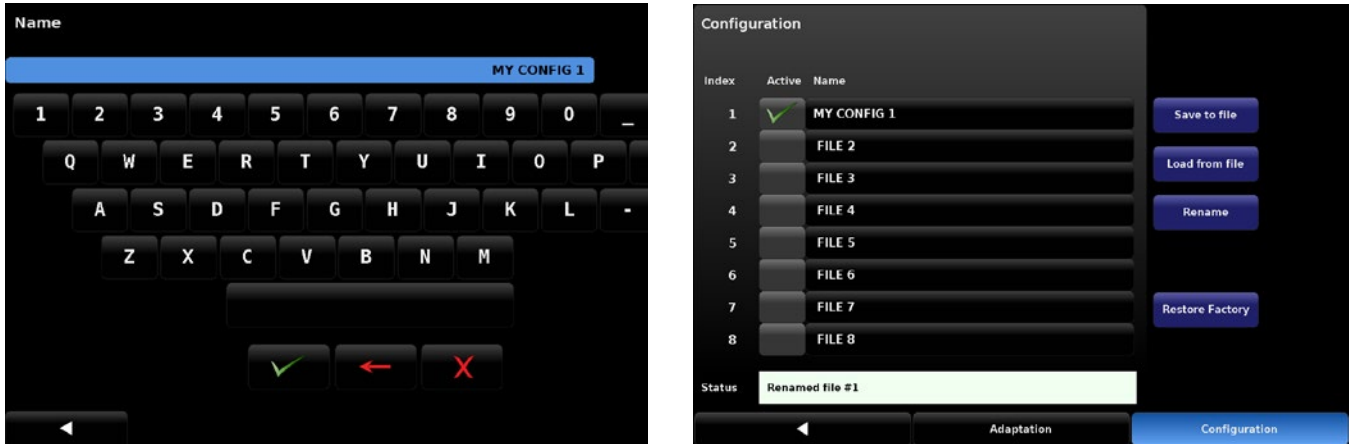 Name
MY CONFIG 1
1 2 3 4 5 6 7 8 9 0 _
Q W E R T Y U I O P
A S D F G H J K L -
Z X C V B N M
Configuration
Index Active Name
1 MY CONFIG 1
2 FILE 2
3 FILE 3
4 FILE 4
5 FILE 5
6 FILE 6
7 FILE 7
8 FILE 8
Save to file
Load from file
Rename
Restore Factory
Status Renamed file #1
Adaptation Configuration